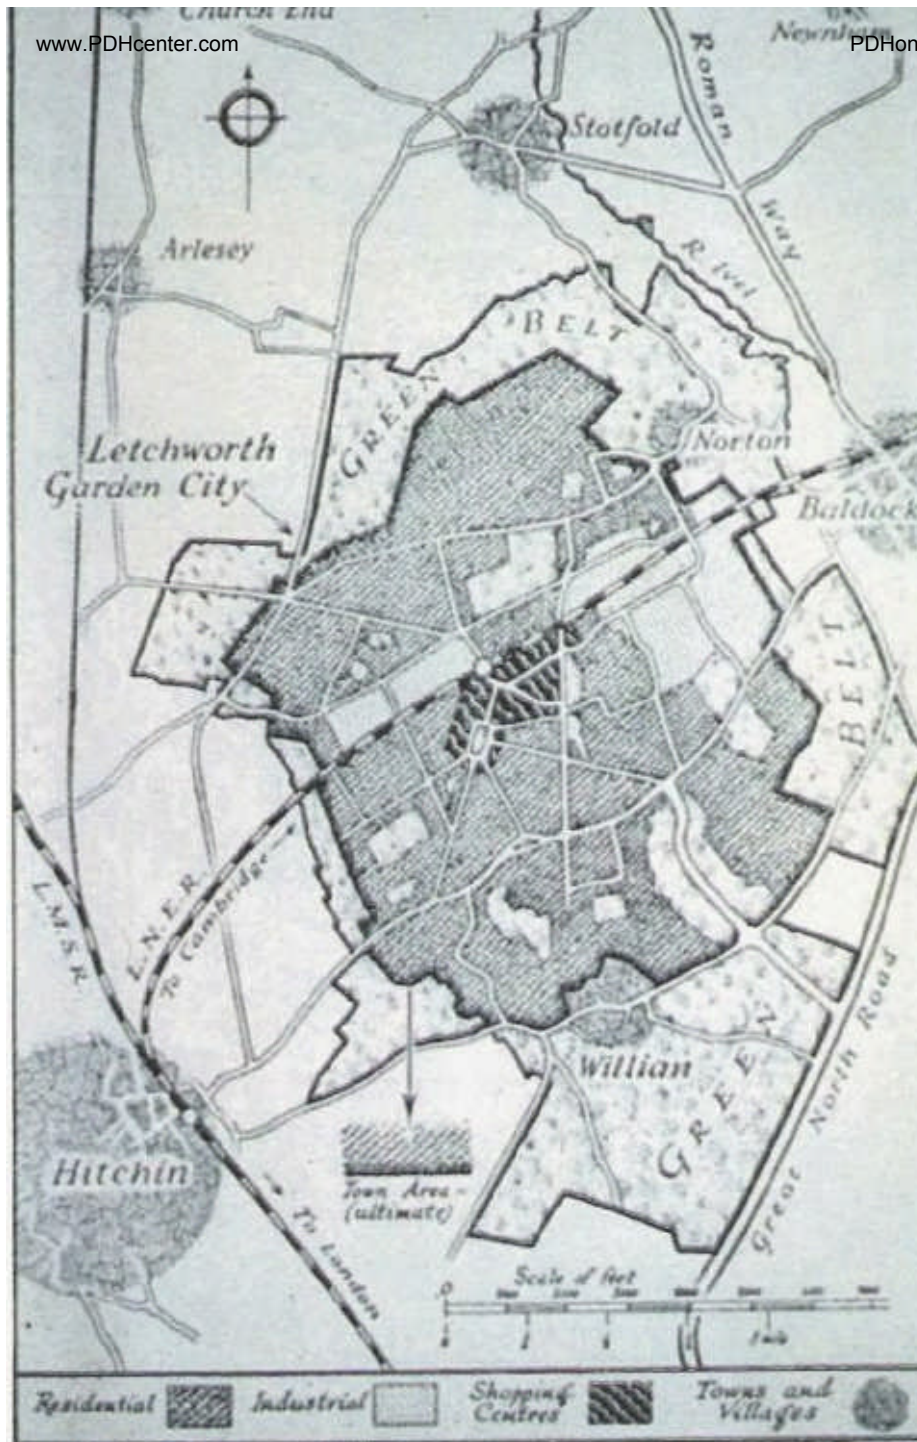 www.PDHcenter.com
PDHon
Church End
Newnham
Roman
Way
Stotfold
Arlesey
R. Ivel
GREEN
BELT
Norton
Letchworth
Garden City
Baldock
BELT
L.M.S.R.
L.N.E.R.
To Cambridge
Willian
GREEN
Great North Road
Hitchin
Town Area -
(ultimate)
To London
Scale of feet
0
Residential
Industrial
Shopping
Centres
Towns and
Villages